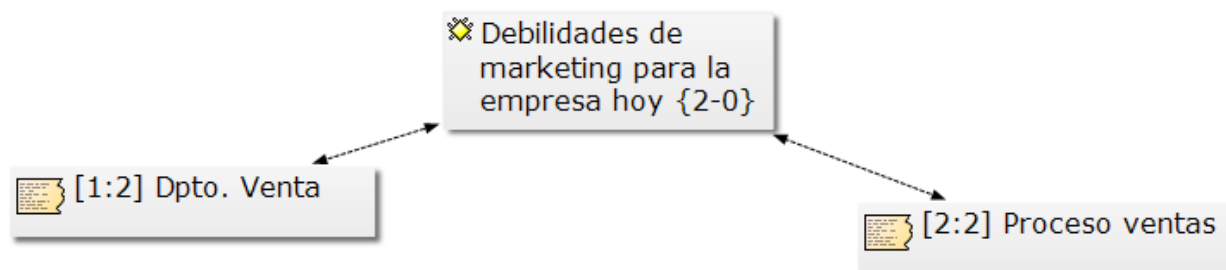 Debilidades de
marketing para la
empresa hoy {2-0}
[1:2] Dpto. Venta
[2:2] Proceso ventas